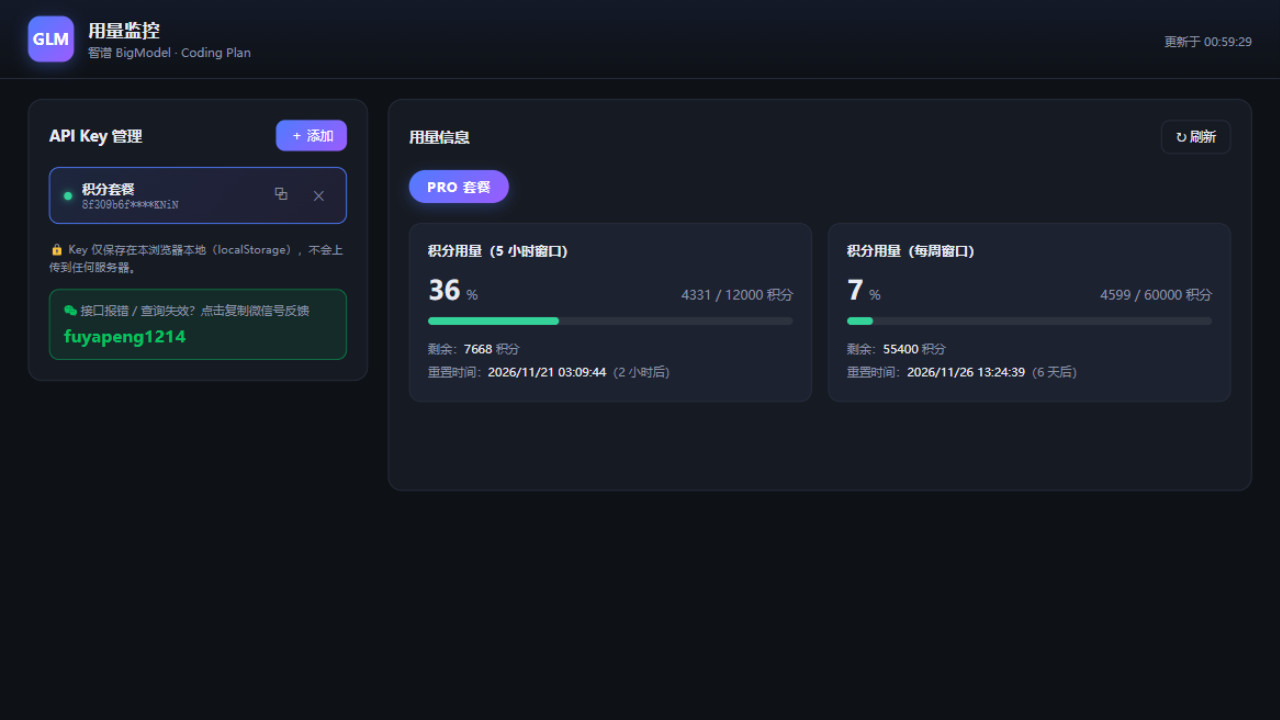 GLM
用量监控
智谱 BigModel · Coding Plan
更新于 00:59:29
API Key 管理
+ 添加
积分套餐
8f309b6f****KNiN
🔒 Key 仅保存在本浏览器本地（localStorage），不会上
传到任何服务器。
接口报错 / 查询失效？点击复制微信号反馈
fuyapeng1214
用量信息
↻ 刷新
PRO 套餐
积分用量（5 小时窗口）
36 %
4331 / 12000 积分
剩余：7668 积分
重置时间：2026/11/21 03:09:44（2 小时后）
积分用量（每周窗口）
7 %
4599 / 60000 积分
剩余：55400 积分
重置时间：2026/11/26 13:24:39（6 天后）